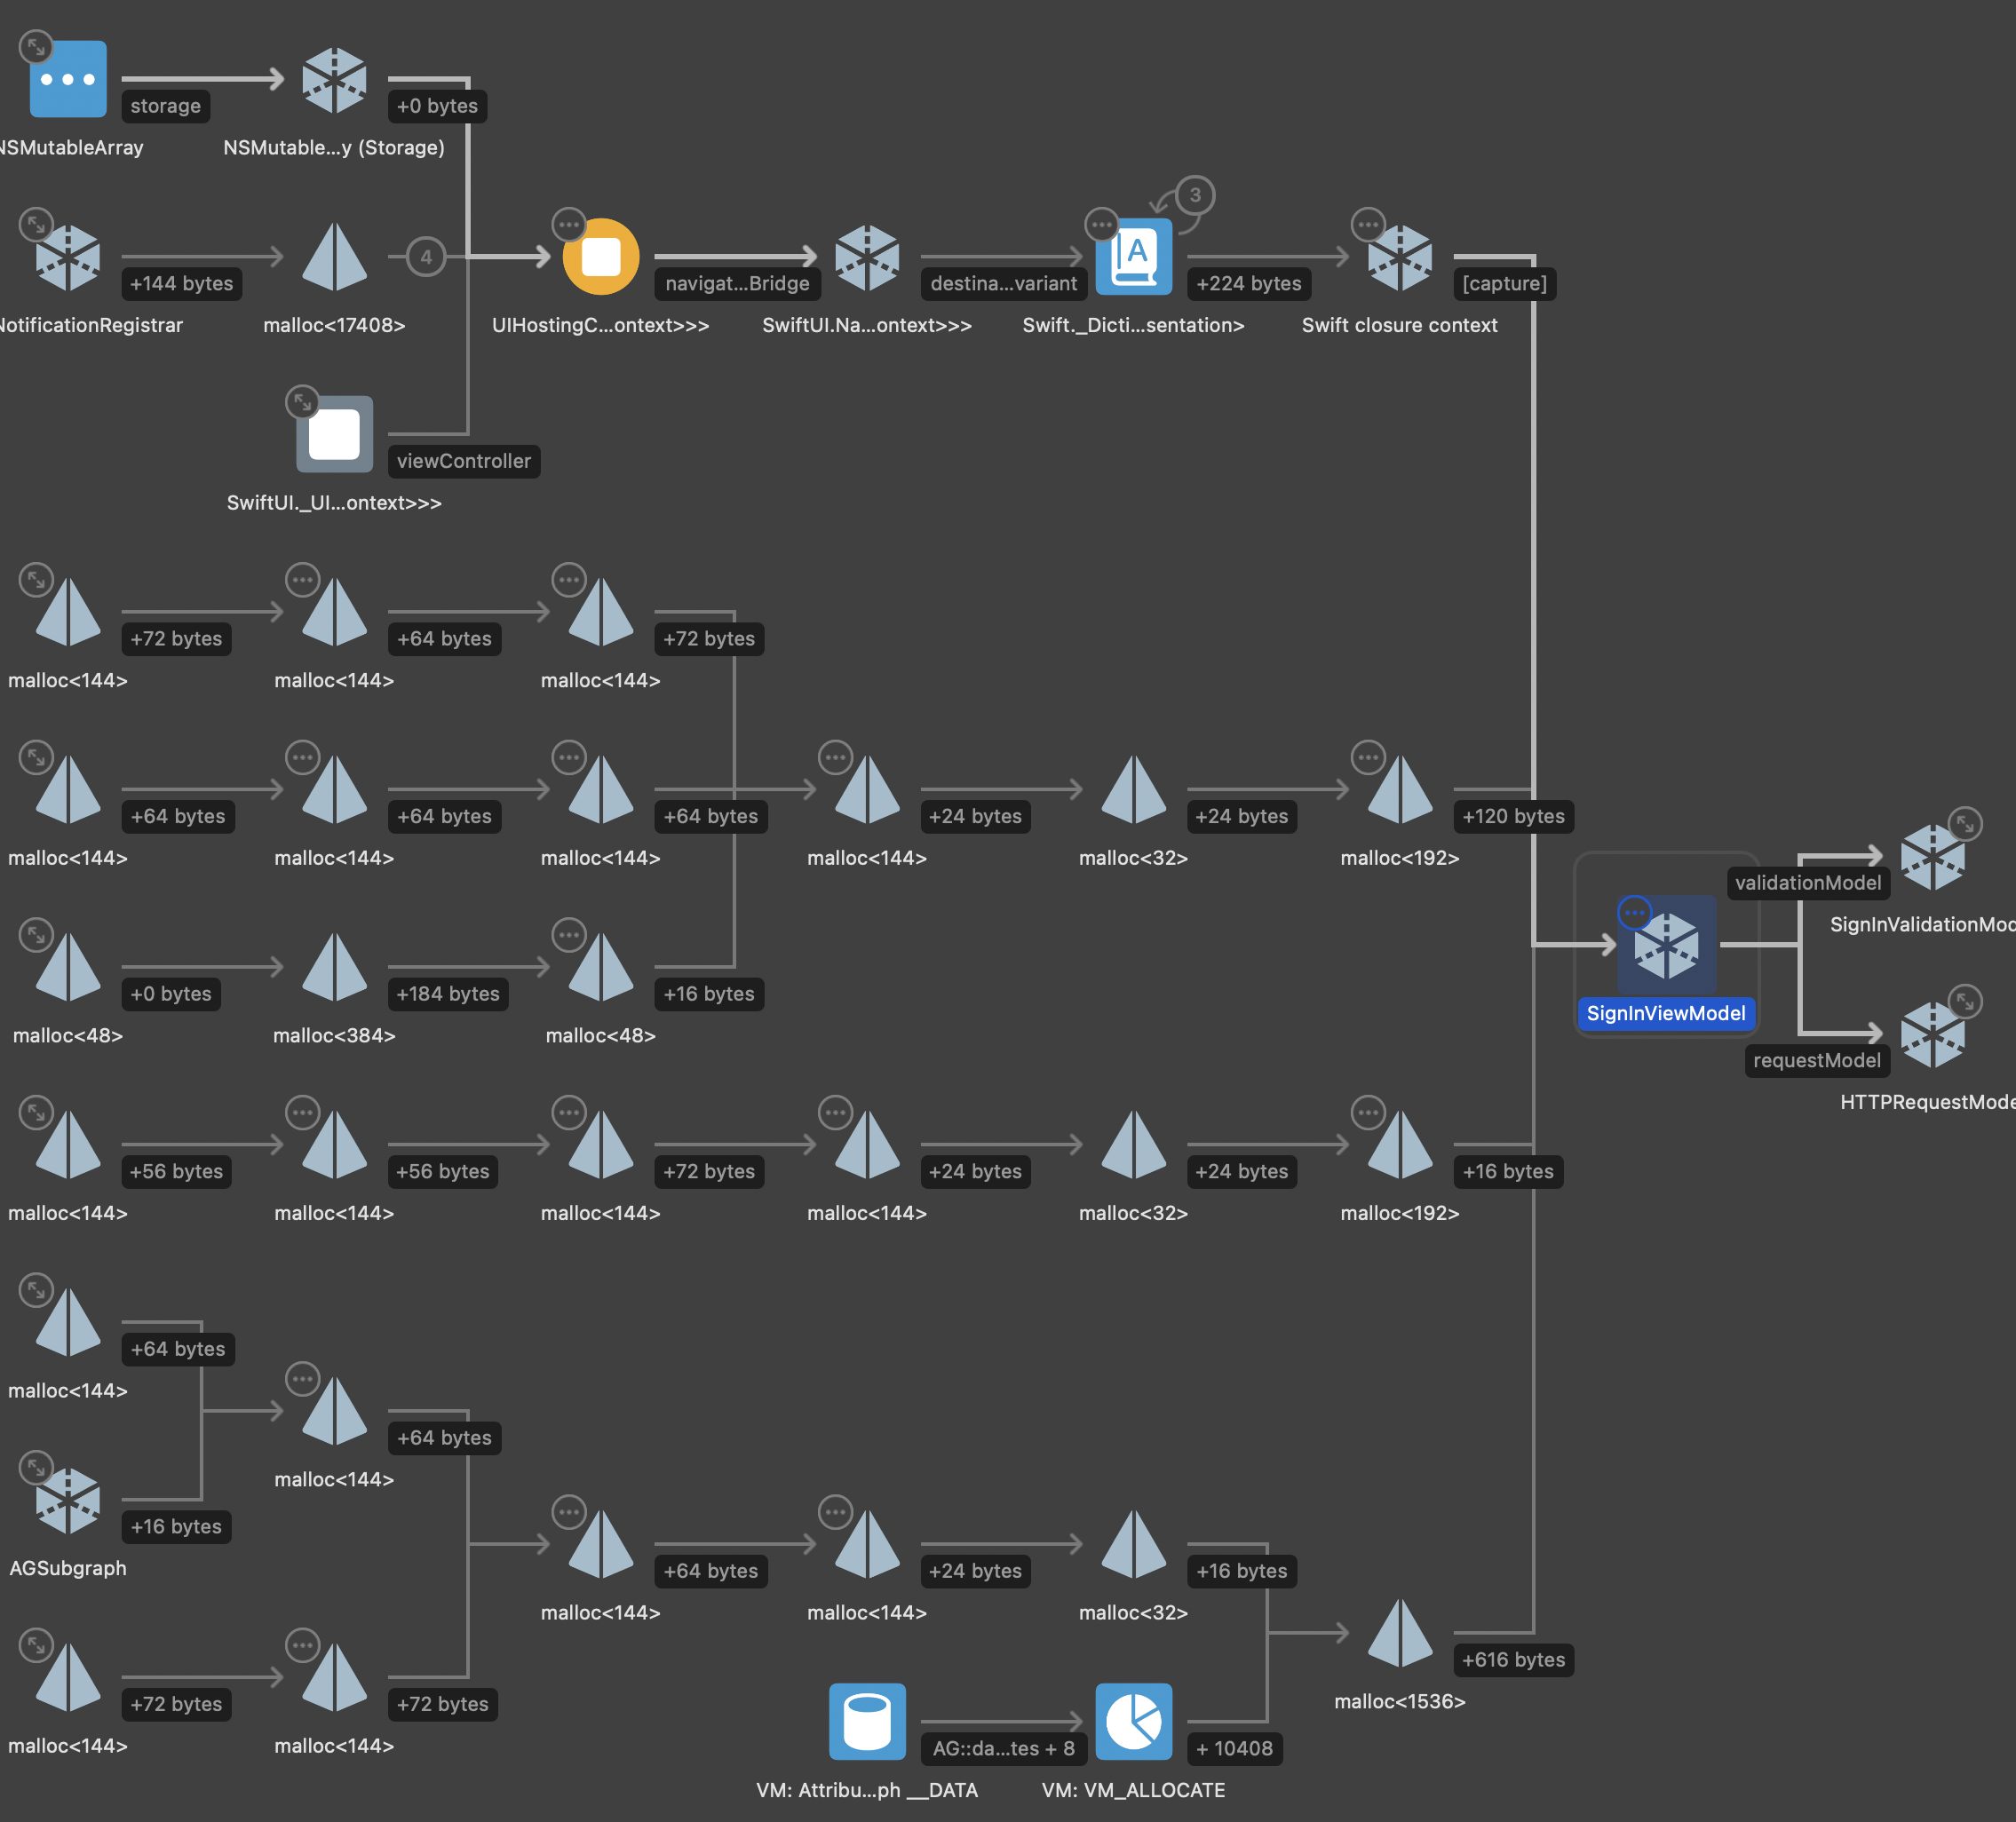 storage
+0 bytes
NSMutableArray
NSMutable...y (Storage)
3
4
+144 bytes
navigat...Bridge
destina...variant
+224 bytes
[capture]
NotificationRegistrar
malloc<17408>
UIHostingC...ontext>>>
SwiftUI.Na...ontext>>>
Swift._Dicti...sentation>
Swift closure context
viewController
SwiftUI._UI...ontext>>>
+72 bytes
+64 bytes
+72 bytes
malloc<144>
malloc<144>
malloc<144>
+64 bytes
+64 bytes
+64 bytes
+24 bytes
+24 bytes
+120 bytes
malloc<144>
malloc<144>
malloc<144>
malloc<144>
malloc<32>
malloc<192>
validationModel
SignInValidationMod
+0 bytes
+184 bytes
+16 bytes
SignInViewModel
malloc<48>
malloc<384>
malloc<48>
requestModel
HTTPRequestMode
+56 bytes
+56 bytes
+72 bytes
+24 bytes
+24 bytes
+16 bytes
malloc<144>
malloc<144>
malloc<144>
malloc<144>
malloc<32>
malloc<192>
+64 bytes
malloc<144>
+64 bytes
malloc<144>
+16 bytes
AGSubgraph
+64 bytes
+24 bytes
+16 bytes
malloc<144>
malloc<144>
malloc<32>
+616 bytes
malloc<1536>
+72 bytes
+72 bytes
malloc<144>
malloc<144>
AG::da...tes + 8
+ 10408
VM: Attribu...ph __DATA
VM: VM_ALLOCATE